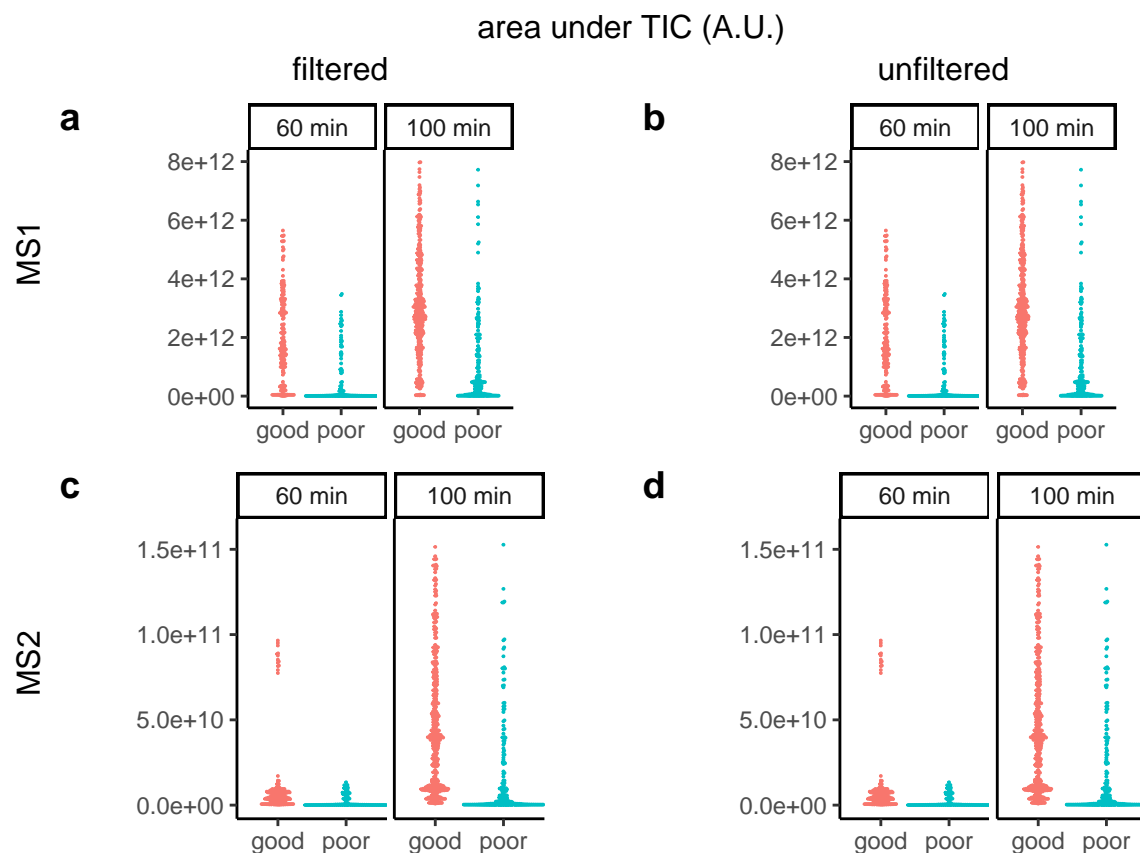 area under TIC (A.U.)
filtered unfiltered
a b
60 min 100 min 60 min 100 min
8e+12 8e+12
6e+12 6e+12
MS1
4e+12 4e+12
2e+12 2e+12
0e+00 0e+00
good poor good poor good poor good poor
c d
60 min 100 min 60 min 100 min
1.5e+11 1.5e+11
1.0e+11 1.0e+11
MS2
5.0e+10 5.0e+10
0.0e+00 0.0e+00
good poor good poor good poor good poor